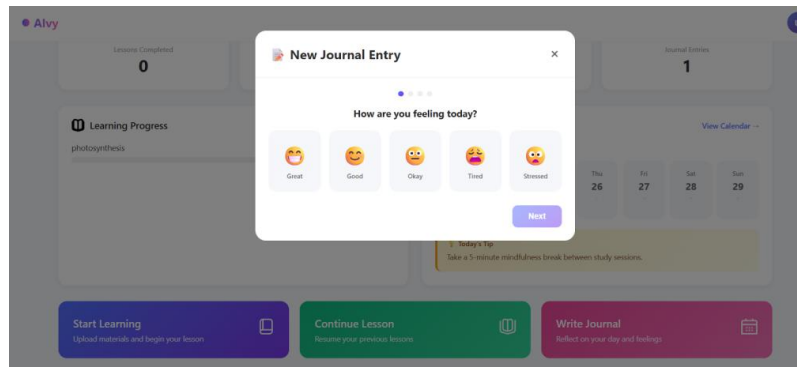 Alvy
Lessons Completed
0
Journal Entries
1
New Journal Entry
×
How are you feeling today?
Great
Good
Okay
Tired
Stressed
Next
Learning Progress
photosynthesis
View Calendar →
Thu
26
Fri
27
Sat
28
Sun
29
Today's Tip
Take a 5-minute mindfulness break between study sessions.
Start Learning
Upload materials and begin your lesson
Continue Lesson
Resume your previous lessons
Write Journal
Reflect on your day and feelings